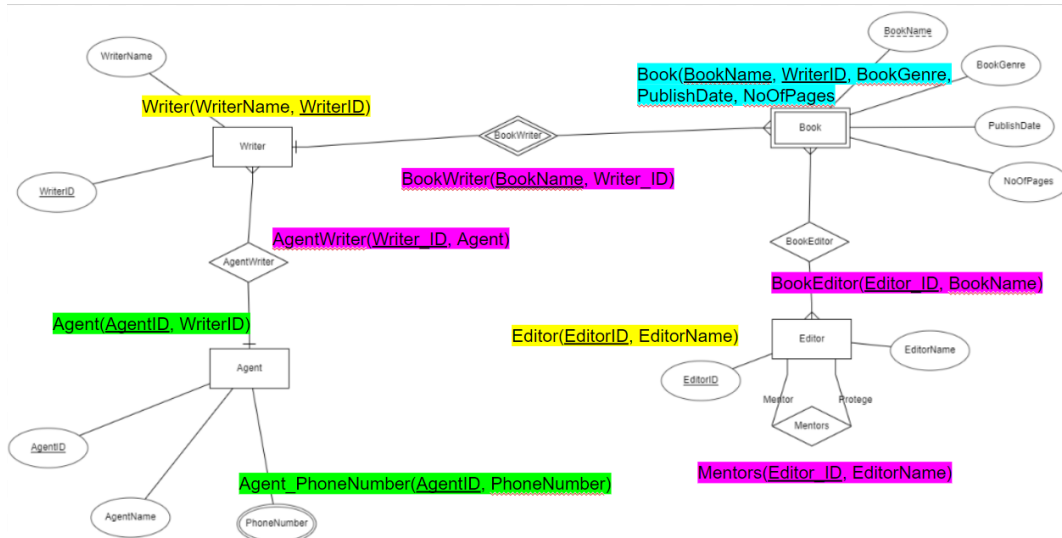 BookName
WriterName
BookGenre
Book(BookName, WriterID, BookGenre,
PublishDate, NoOfPages
Writer(WriterName, WriterID)
Writer
BookWriter
Book
PublishDate
BookWriter(BookName, Writer_ID)
WriterID
NoOfPages
AgentWriter(Writer_ID, Agent)
AgentWriter
BookEditor
BookEditor(Editor_ID, BookName)
Agent(AgentID, WriterID)
Editor(EditorID, EditorName)
Editor
EditorName
Agent
EditorID
Mentor
Protege
Mentors
AgentID
Mentors(Editor_ID, EditorName)
Agent_PhoneNumber(AgentID, PhoneNumber)
AgentName
PhoneNumber